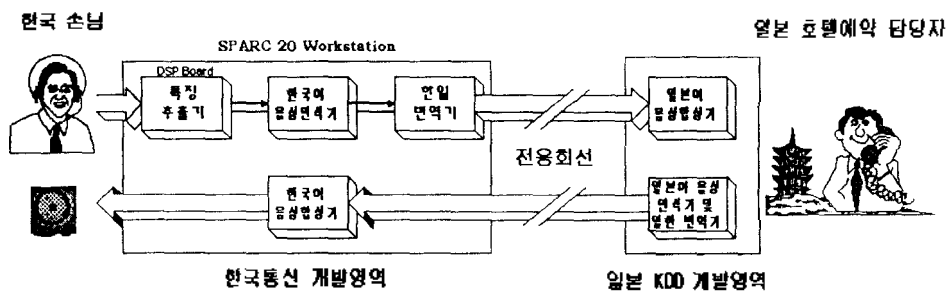 한국 손님
일본 호텔예약 담당자
SPARC 20 Workstation
DSP Board
특징
추출기
한국어
음성인식기
한일
번역기
일본어
음성합성기
전용회선
한국어
음성합성기
일본어 음성
인식기 및
일한 번역기
한국통신 개발영역
일본 KDD 개발영역